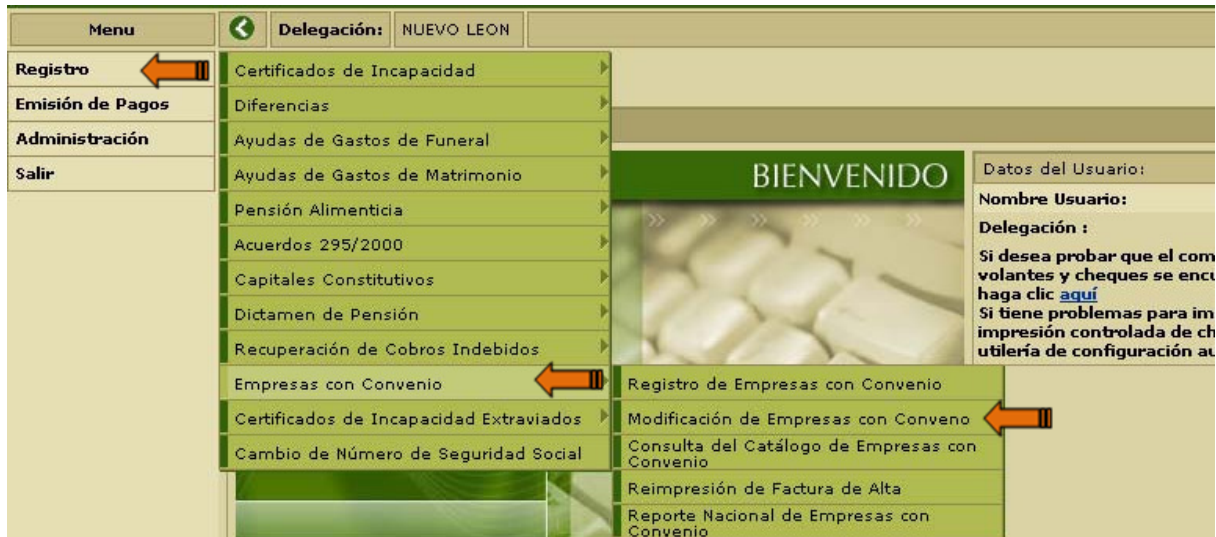 Menu
Delegación: NUEVO LEON
Registro
Emisión de Pagos
Administración
Salir
Certificados de Incapacidad
Diferencias
Ayudas de Gastos de Funeral
Ayudas de Gastos de Matrimonio
Pensión Alimenticia
Acuerdos 295/2000
Capitales Constitutivos
Dictamen de Pensión
Recuperación de Cobros Indebidos
Empresas con Convenio
Certificados de Incapacidad Extraviados
Cambio de Número de Seguridad Social
Registro de Empresas con Convenio
Modificación de Empresas con Conveno
Consulta del Catálogo de Empresas con
Convenio
Reimpresión de Factura de Alta
Reporte Nacional de Empresas con
Convenio
BIENVENIDO
Datos del Usuario:
Nombre Usuario:
Delegación :
Si desea probar que el com
volantes y cheques se encu
haga clic aquí
Si tiene problemas para im
impresión controlada de ch
utilería de configuración au